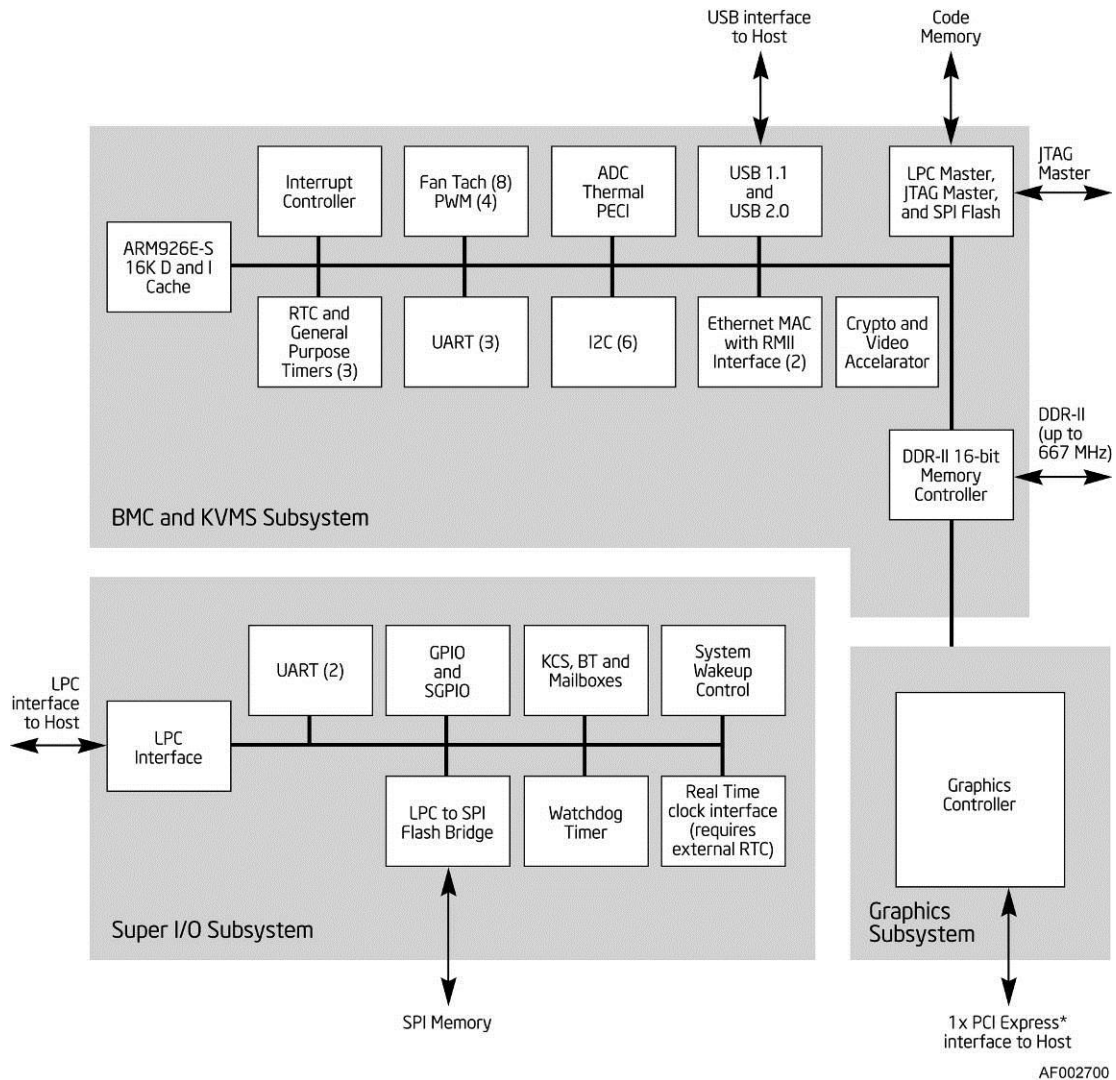 USB interface
to Host
Code
Memory
Interrupt
Controller
Fan Tach (8)
PWM (4)
ADC
Thermal
PECI
USB 1.1
and
USB 2.0
LPC Master,
JTAG Master,
and SPI Flash
JTAG
Master
ARM926E-S
16K D and I
Cache
RTC and
General
Purpose
Timers (3)
UART (3)
I2C (6)
Ethernet MAC
with RMII
Interface (2)
Crypto and
Video
Accelarator
DDR-II 16-bit
Memory
Controller
DDR-II
(up to
667 MHz)
BMC and KVMS Subsystem
UART (2)
GPIO
and
SGPIO
KCS, BT and
Mailboxes
System
Wakeup
Control
LPC
interface
to Host
LPC
Interface
LPC to SPI
Flash Bridge
Watchdog
Timer
Real Time
clock interface
(requires
external RTC)
Graphics
Controller
Super I/O Subsystem
Graphics
Subsystem
SPI Memory
1x PCI Express*
interface to Host
AF002700